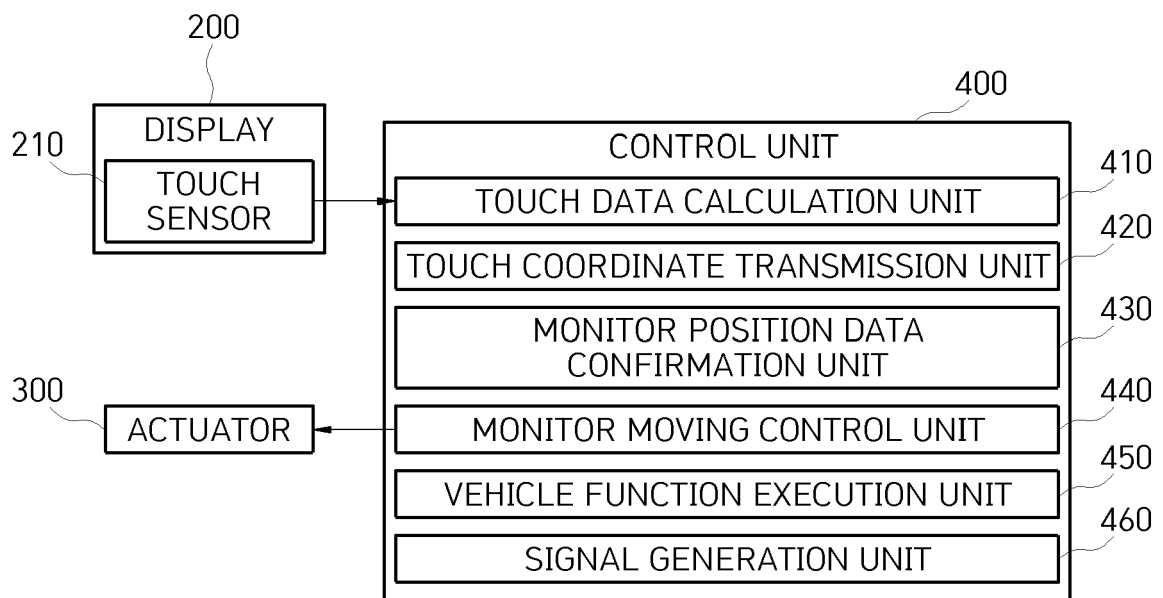 200
DISPLAY
210
TOUCH
SENSOR
400
CONTROL UNIT
TOUCH DATA CALCULATION UNIT
410
TOUCH COORDINATE TRANSMISSION UNIT
420
MONITOR POSITION DATA
CONFIRMATION UNIT
430
300
ACTUATOR
MONITOR MOVING CONTROL UNIT
440
VEHICLE FUNCTION EXECUTION UNIT
450
SIGNAL GENERATION UNIT
460